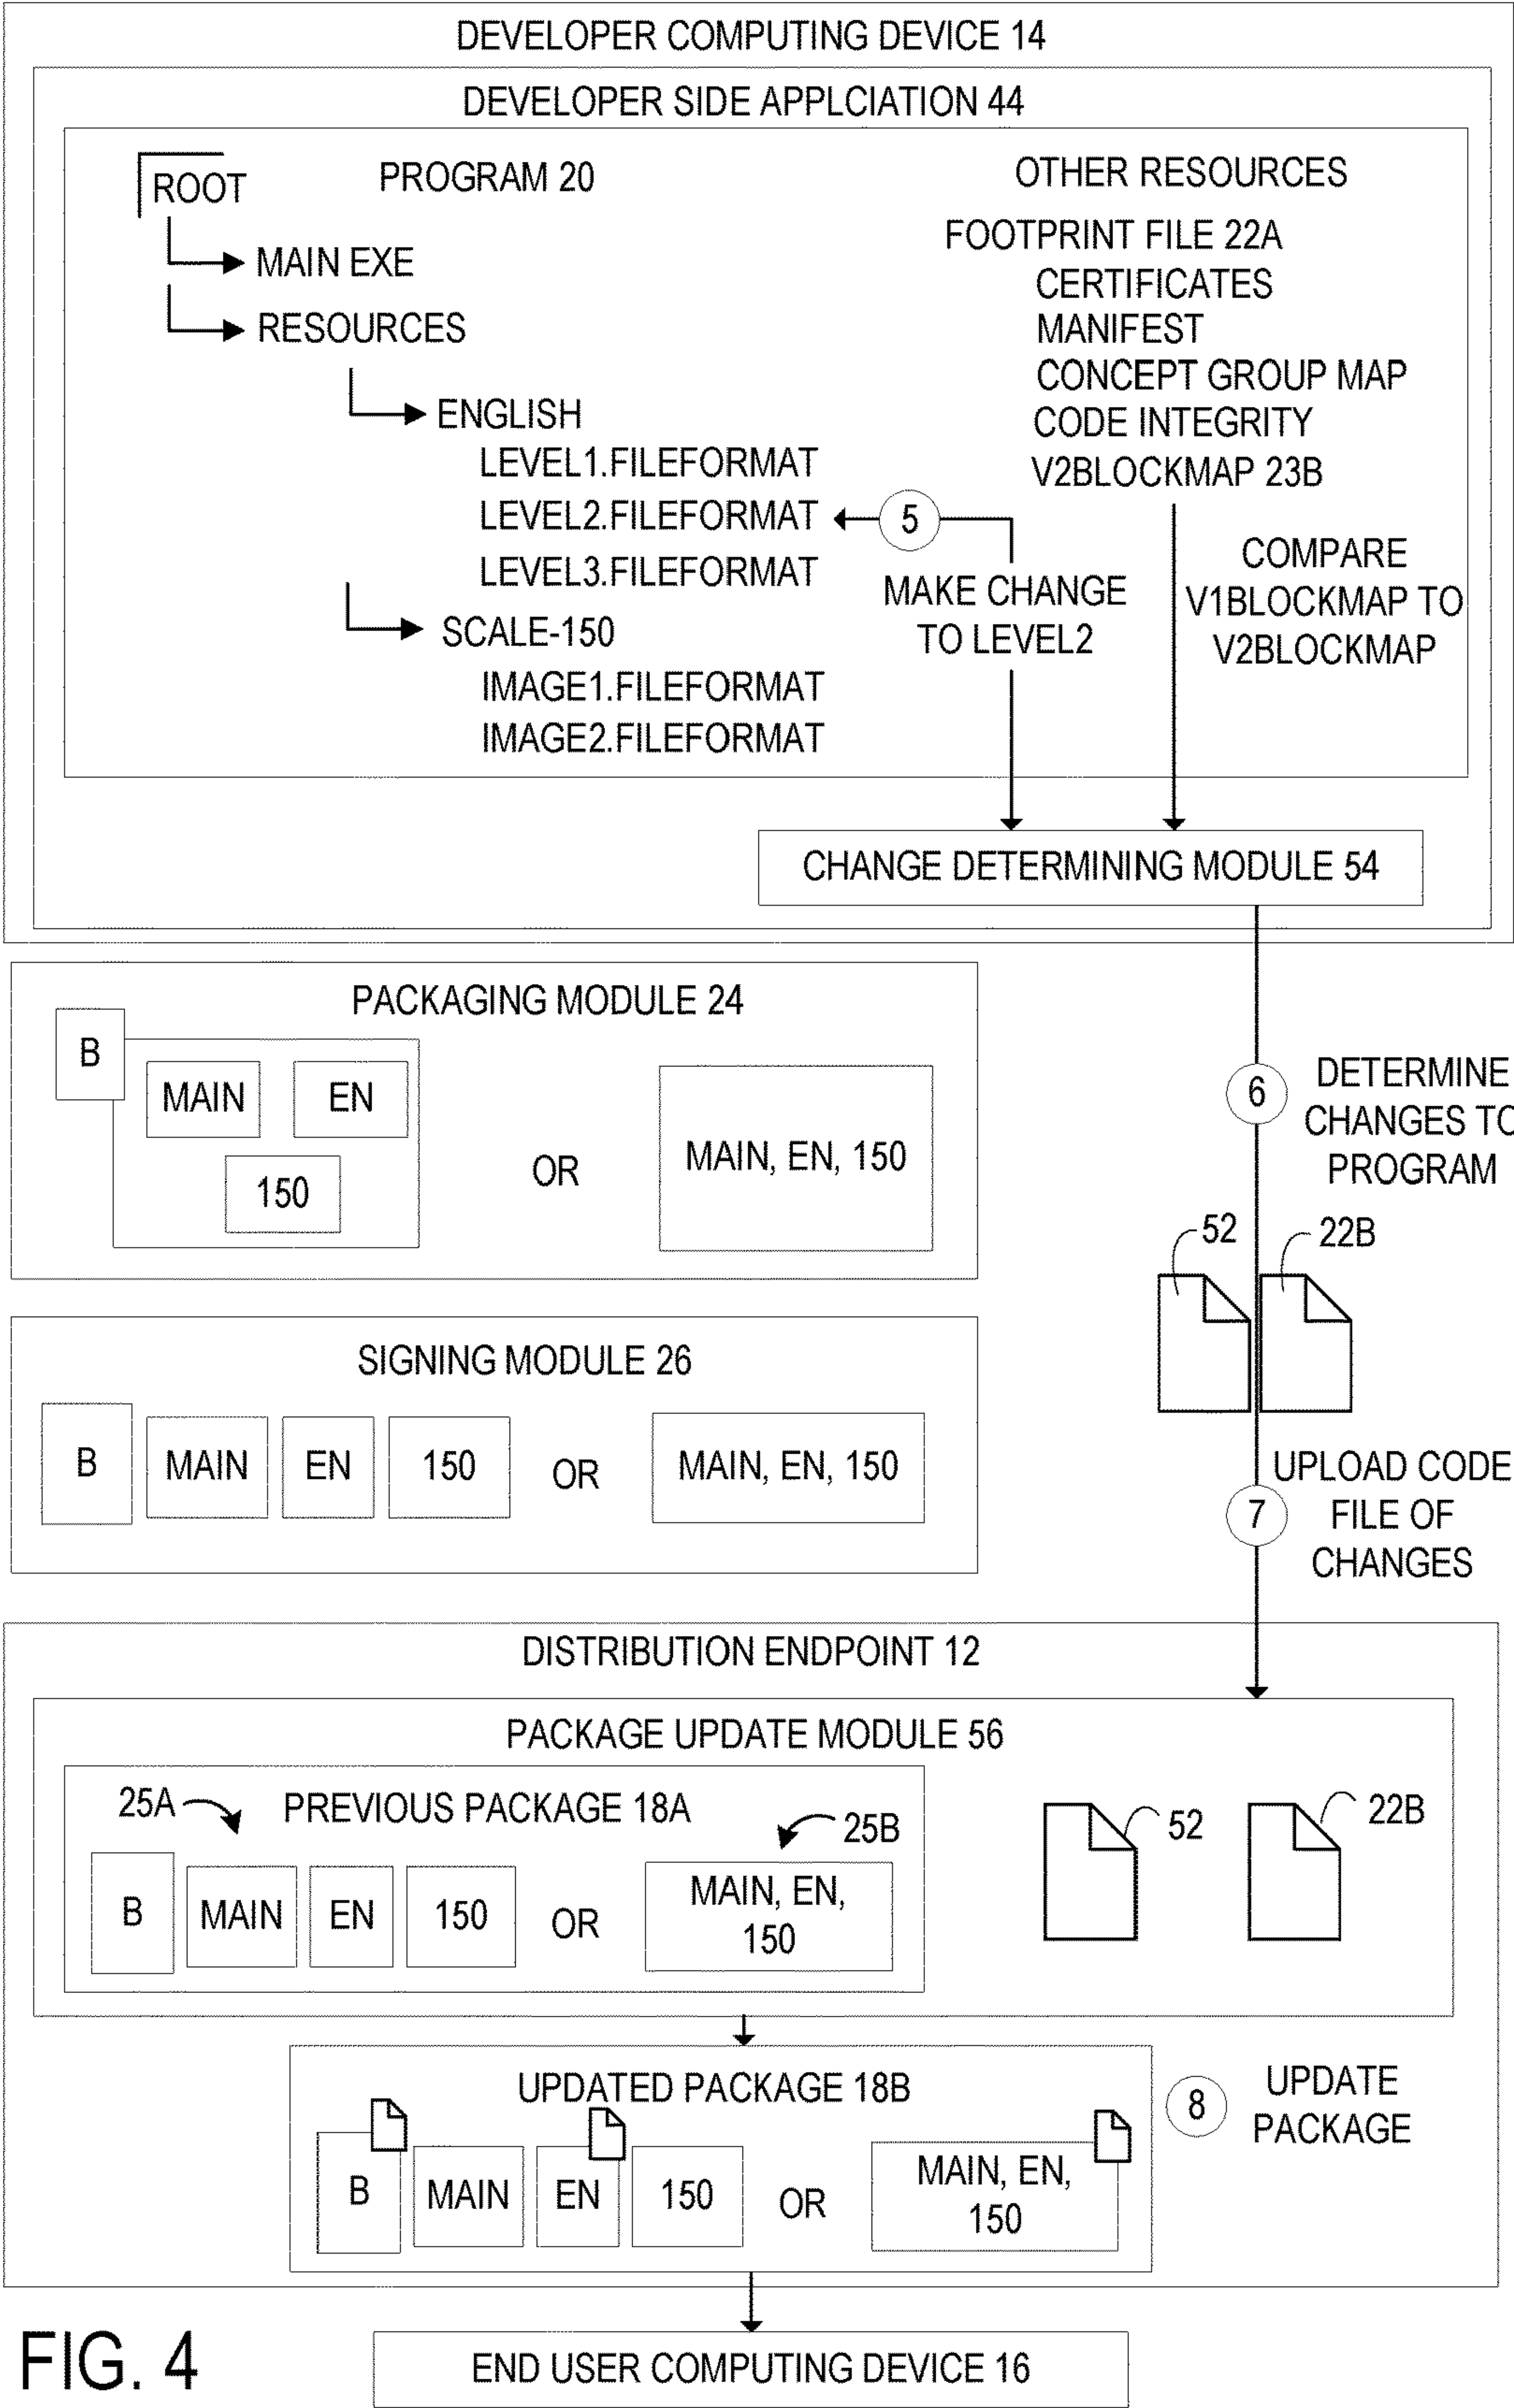 DEVELOPER COMPUTING DEVICE 14
DEVELOPER SIDE APPLCIATION 44
ROOT
PROGRAM 20
MAIN EXE
RESOURCES
ENGLISH
LEVEL1.FILEFORMAT
LEVEL2.FILEFORMAT
LEVEL3.FILEFORMAT
SCALE-150
IMAGE1.FILEFORMAT
IMAGE2.FILEFORMAT
OTHER RESOURCES
FOOTPRINT FILE 22A
CERTIFICATES
MANIFEST
CONCEPT GROUP MAP
CODE INTEGRITY
V2BLOCKMAP 23B
5
MAKE CHANGE
TO LEVEL2
COMPARE
V1BLOCKMAP TO
V2BLOCKMAP
CHANGE DETERMINING MODULE 54
PACKAGING MODULE 24
B
MAIN
EN
150
OR
MAIN, EN, 150
6
DETERMINE
CHANGES TO
PROGRAM
52
22B
SIGNING MODULE 26
B
MAIN
EN
150
OR
MAIN, EN, 150
7
UPLOAD CODE
FILE OF
CHANGES
DISTRIBUTION ENDPOINT 12
PACKAGE UPDATE MODULE 56
25A
PREVIOUS PACKAGE 18A
25B
B
MAIN
EN
150
OR
MAIN, EN,
150
52
22B
UPDATED PACKAGE 18B
B
MAIN
EN
150
OR
MAIN, EN,
150
8
UPDATE
PACKAGE
END USER COMPUTING DEVICE 16
FIG. 4